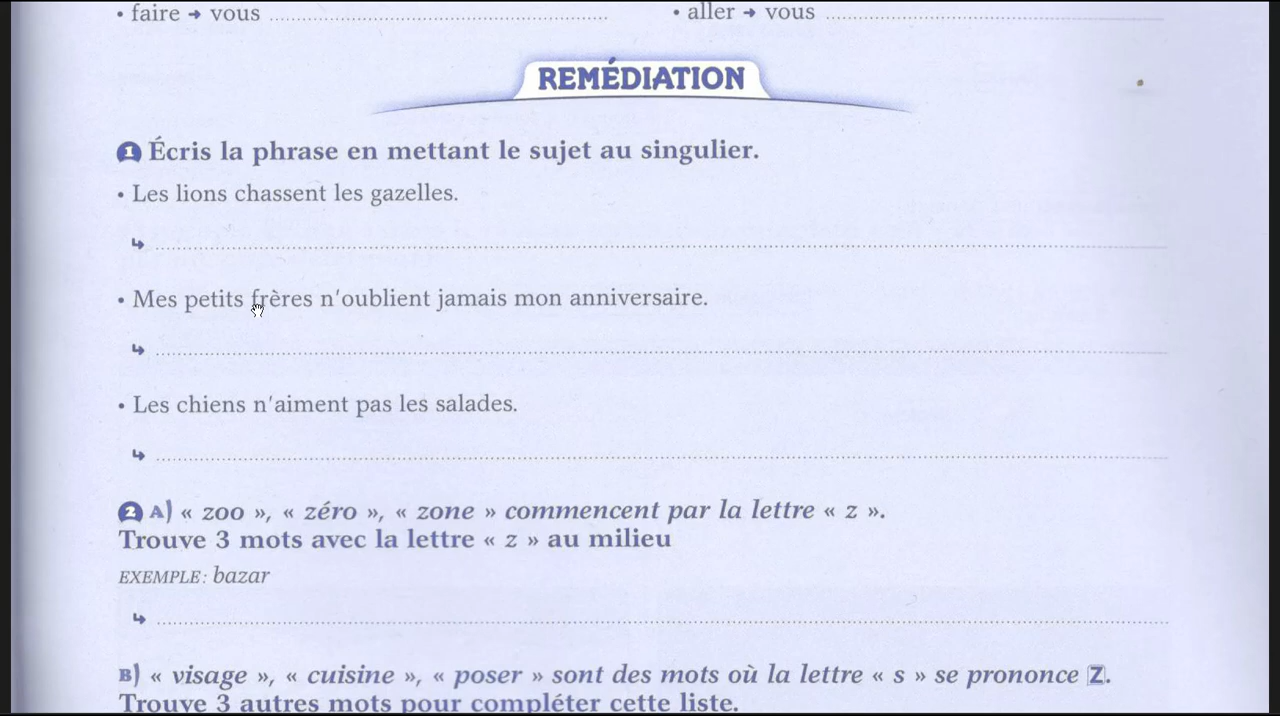 • faire → vous ........ • aller → vous ........
REMÉDIATION
1 Écris la phrase en mettant le sujet au singulier.
• Les lions chassent les gazelles.
↳ ........
• Mes petits frères n'oublient jamais mon anniversaire.
↳ ........
• Les chiens n'aiment pas les salades.
↳ ........
2 A) « zoo », « zéro », « zone » commencent par la lettre « z ».
Trouve 3 mots avec la lettre « z » au milieu
EXEMPLE : bazar
↳ ........
B) « visage », « cuisine », « poser » sont des mots où la lettre « s » se prononce Z.
Trouve 3 autres mots pour compléter cette liste.